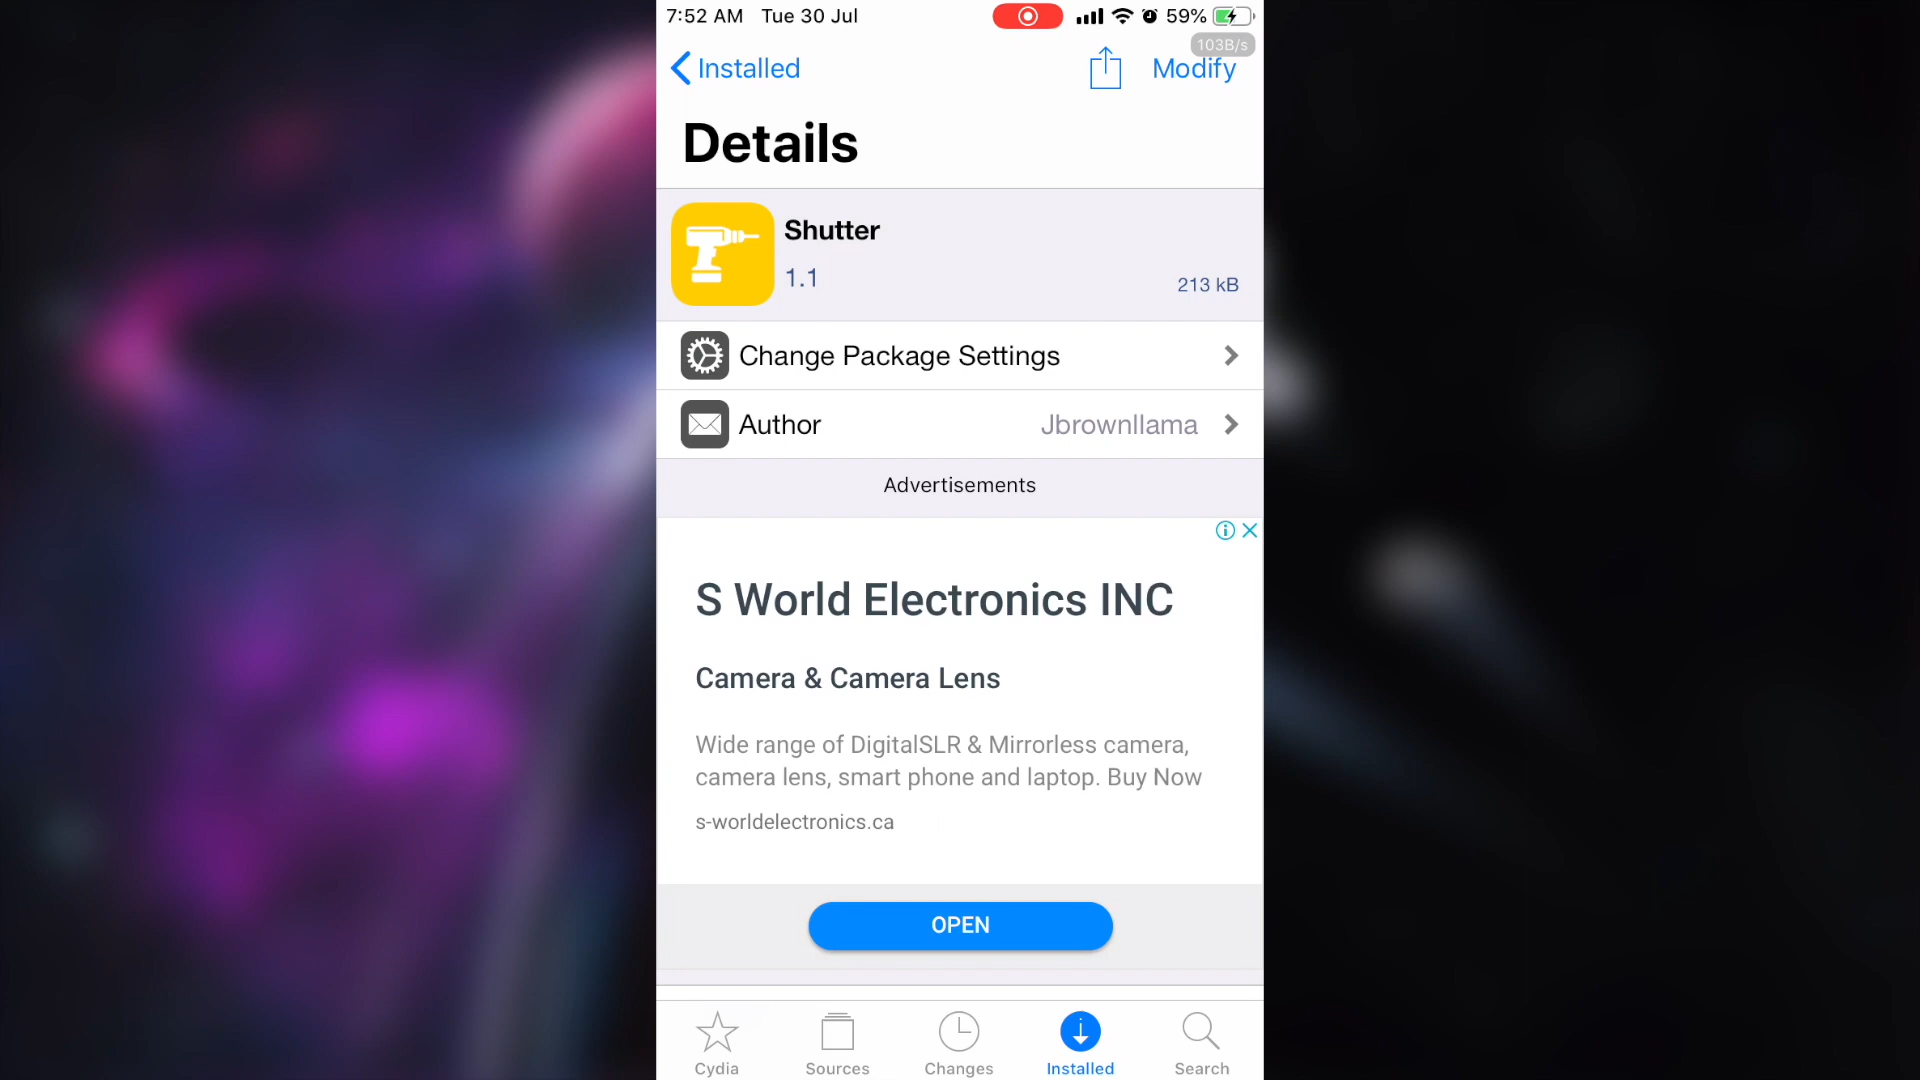 7:52 AM Tue 30 Jul 59%
103B/s
Installed Modify
Details
Shutter
1.1
213 kB
Change Package Settings
Author Jbrownllama
Advertisements
S World Electronics INC
Camera & Camera Lens
Wide range of DigitalSLR & Mirrorless camera,
camera lens, smart phone and laptop. Buy Now
s-worldelectronics.ca
OPEN
Cydia Sources Changes Installed Search